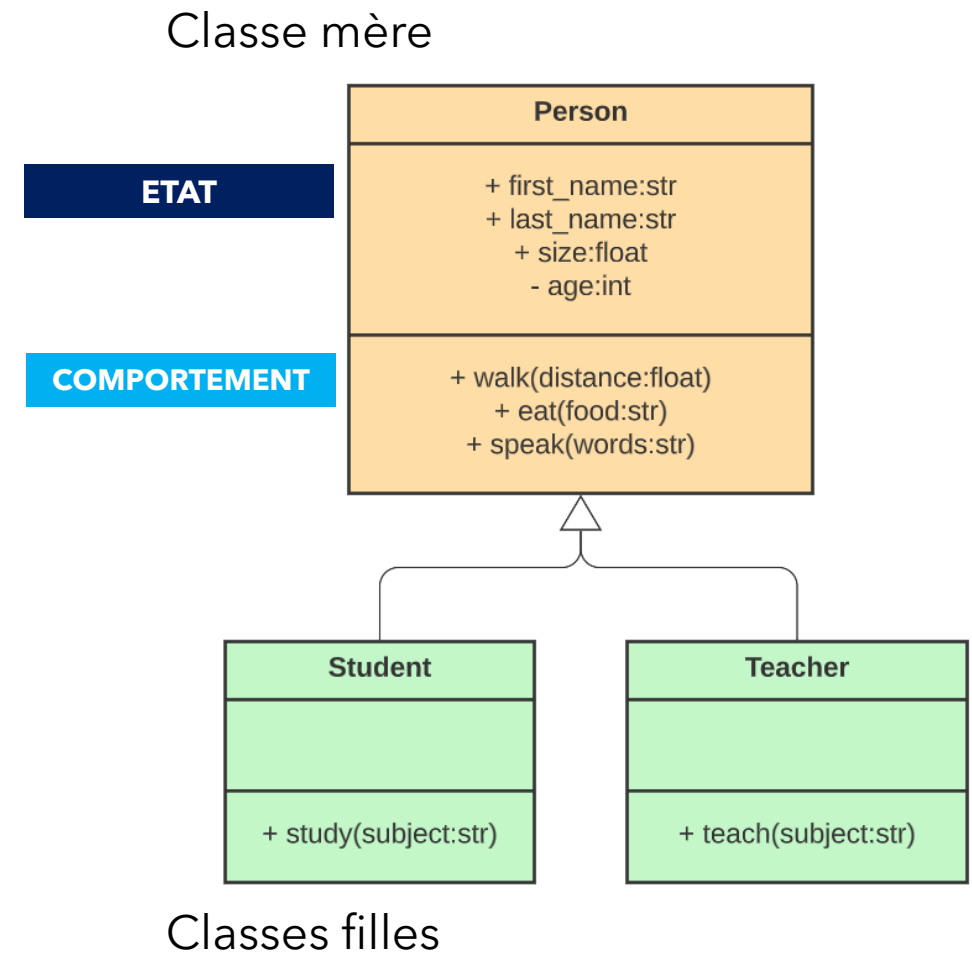 Classe mère
Person
ETAT
+ first_name:str
+ last_name:str
+ size:float
- age:int
COMPORTEMENT
+ walk(distance:float)
+ eat(food:str)
+ speak(words:str)
Student
Teacher
+ study(subject:str)
+ teach(subject:str)
Classes filles